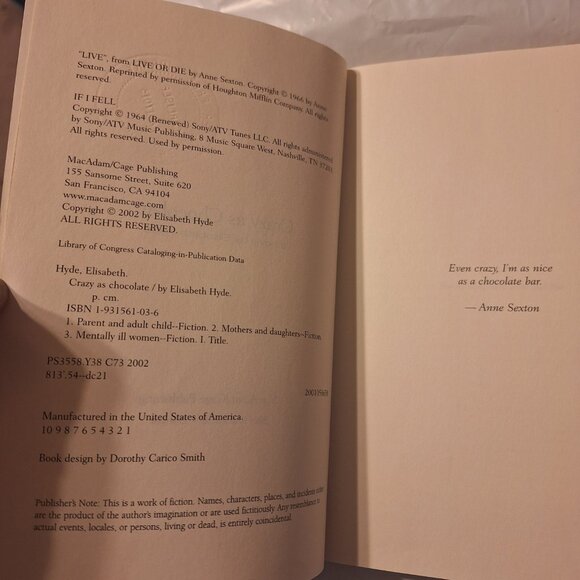 "LIVE", from LIVE OR DIE by Anne Sexton. Copyright © 1966 by Anne
Sexton. Reprinted by permission of Houghton Mifflin Company. All rights
reserved.
IF I FELL
Copyright © 1964 (Renewed) Sony/ATV Tunes LLC. All rights administered
by Sony/ATV Music Publishing, 8 Music Square West, Nashville, TN
All rights reserved. Used by permission.
MacAdam/Cage Publishing
155 Sansome Street, Suite 620
San Francisco, CA 94104
www.macadamcage.com
Copyright © 2002 by Elisabeth Hyde
ALL RIGHTS RESERVED.
Library of Congress Cataloging-in-Publication Data
Hyde, Elisabeth.
Crazy as chocolate / by Elisabeth Hyde.
p. cm.
ISBN 1-931561-03-6
1. Parent and adult child--Fiction. 2. Mothers and daughters--Fiction.
3. Mentally ill women--Fiction. I. Title.
PS3558.Y38 C73 2002
813'.54--dc21
Manufactured in the United States of America.
10 9 8 7 6 5 4 3 2 1
Book design by Dorothy Carico Smith
Publisher's Note: This is a work of fiction. Names, characters, places, and incidents either
are the product of the author's imagination or are used fictitiously. Any resemblance to
actual events, locales, or persons, living or dead, is entirely coincidental.
Even crazy, I'm as nice
as a chocolate bar.
— Anne Sexton